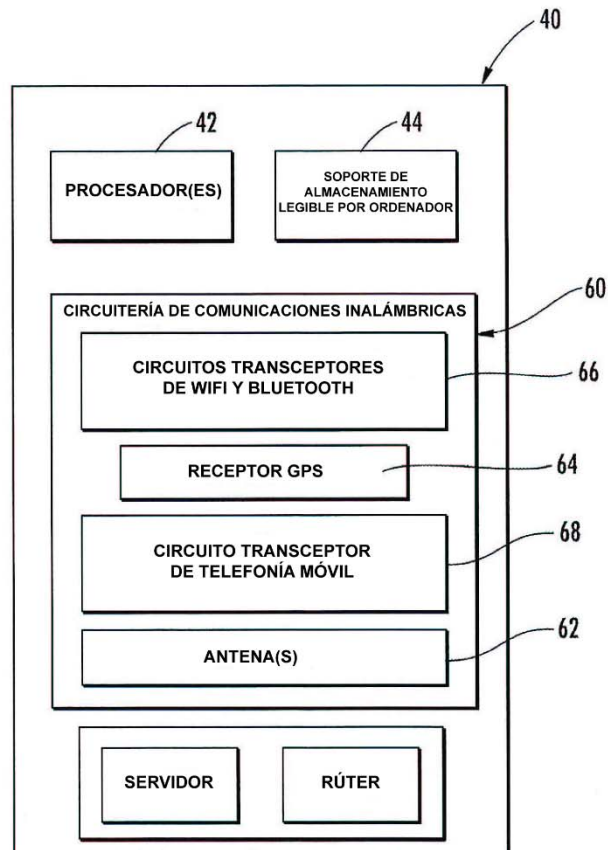 40
42
44
PROCESADOR(ES)
SOPORTE DE
ALMACENAMIENTO
LEGIBLE POR ORDENADOR
60
CIRCUITERÍA DE COMUNICACIONES INALÁMBRICAS
CIRCUITOS TRANSCEPTORES
DE WIFI Y BLUETOOTH
66
RECEPTOR GPS
64
CIRCUITO TRANSCEPTOR
DE TELEFONÍA MÓVIL
68
ANTENA(S)
62
SERVIDOR
RÚTER